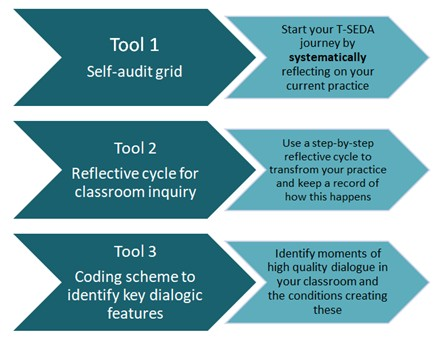 Tool 1
Self-audit grid
Start your T-SEDA
journey by
systematically
reflecting on your
current practice
Tool 2
Reflective cycle for
classroom inquiry
Use a step-by-step
reflective cycle to
transfrom your practice
and keep a record of
how this happens
Tool 3
Coding scheme to
identify key dialogic
features
Identify moments of
high quality dialogue in
your classroom and
the conditions creating
these